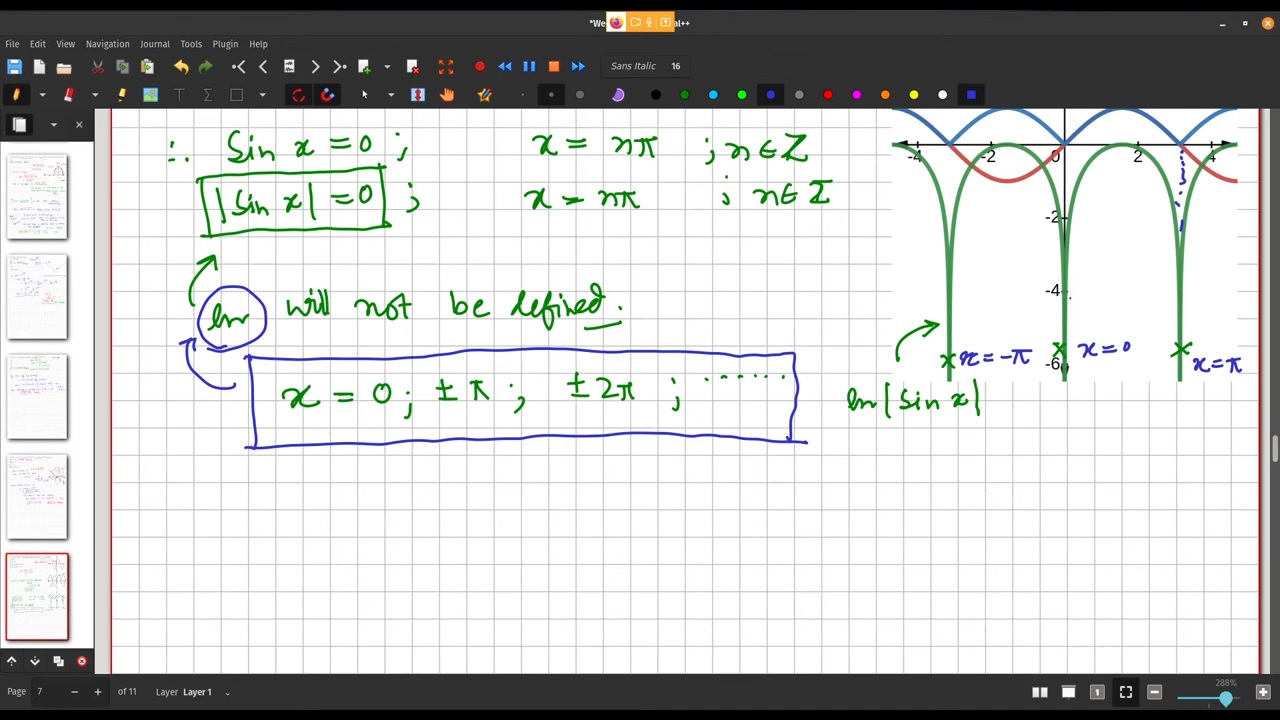 *We al++
File Edit View Navigation Journal Tools Plugin Help
Sans Italic 16
∴ Sin x = 0 ; x = nπ ; n ∈ Z
|Sin x| = 0 ; x = nπ ; n ∈ Z
ln will not be defined.
x = 0 ; ± π ; ± 2π ; .......
-4 -2 0 2 4
-2
-4
-6
x = -π x = 0 x = π
ln |Sin x|
Page 7 of 11 Layer Layer 1 288%